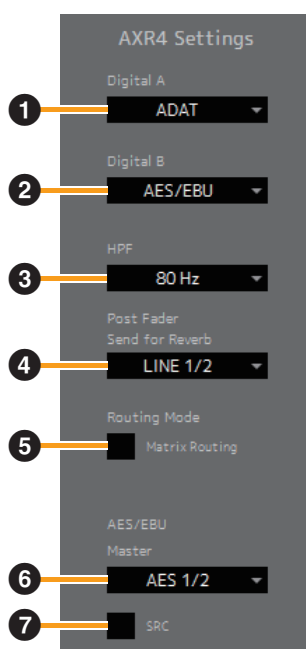 AXR4 Settings
Digital A
1 ADAT
Digital B
2 AES/EBU
HPF
3 80 Hz
Post Fader
Send for Reverb
4 LINE 1/2
Routing Mode
5 Matrix Routing
AES/EBU
Master
6 AES 1/2
7 SRC